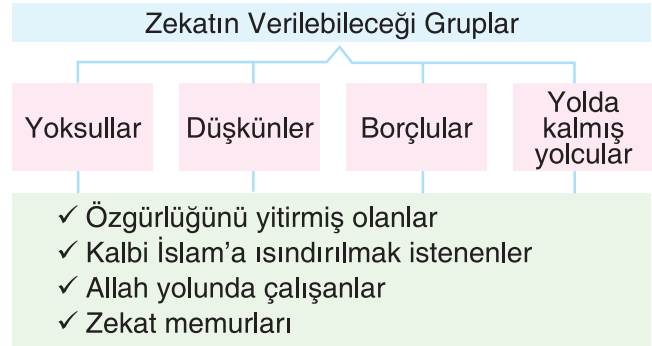 Zekatın Verilebileceği Gruplar
Yoksullar
Düşkünler
Borçlular
Yolda
kalmış
yolcular
✓ Özgürlüğünü yitirmiş olanlar
✓ Kalbi İslam’a ısındırılmak istenenler
✓ Allah yolunda çalışanlar
✓ Zekat memurları